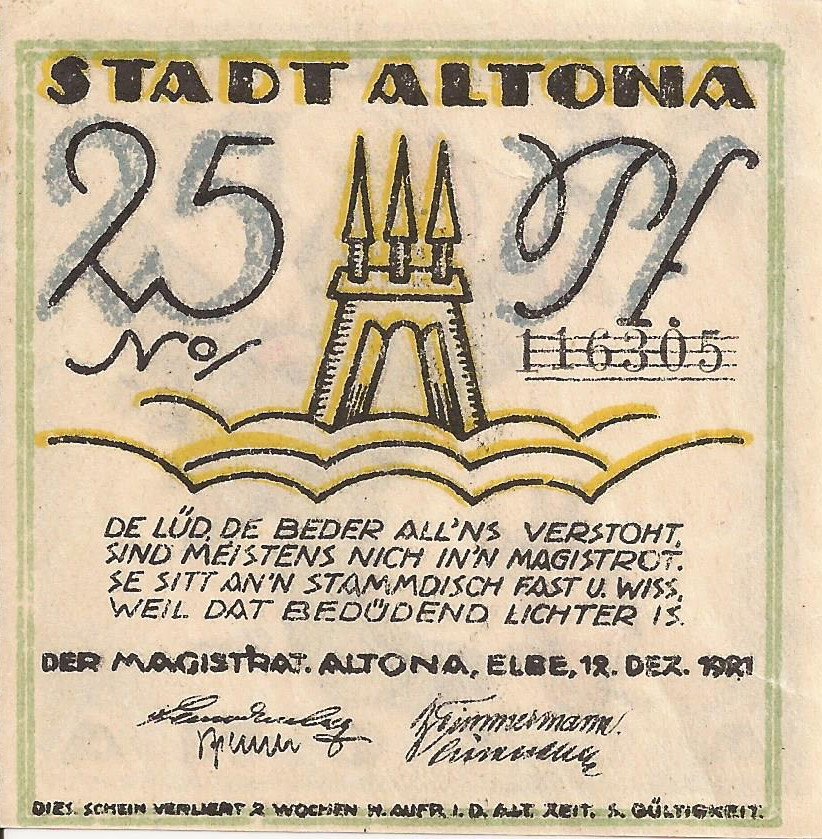 STADT ALTONA
25 Pf.
No
116305
DE LÜD, DE BEDER ALL'NS VERSTOHT,
SIND MEISTENS NICH IN'N MAGISTROT.
SE SITT AN'N STAMMDISCH FAST U. WISS,
WEIL DAT BEDÜDEND LICHTER IS.
DER MAGISTRAT. ALTONA, ELBE, 12. DEZ. 1921
Zimmermann.
DIES. SCHEIN VERLIERT 2 WOCHEN N. AUFR. I. D. ALT. ZEIT. S. GÜLTIGKEIT.